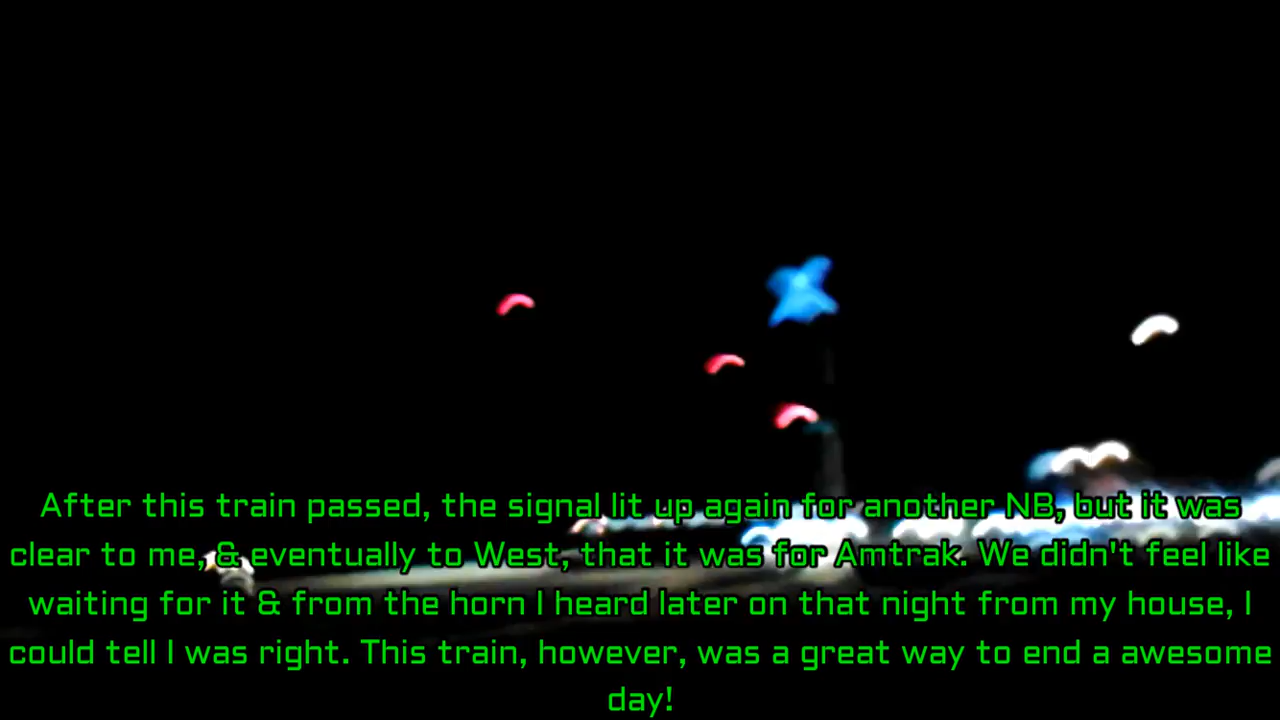 After this train passed, the signal lit up again for another NB, but it was
clear to me, & eventually to West, that it was for Amtrak. We didn't feel like
waiting for it & from the horn I heard later on that night from my house, I
could tell I was right. This train, however, was a great way to end a awesome
day!